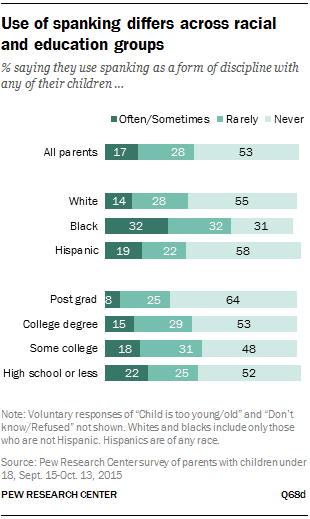 Use of spanking differs across racial
and education groups
% saying they use spanking as a form of discipline with
any of their children ...
Often/Sometimes Rarely Never
All parents 17 28 53
White 14 28 55
Black 32 32 31
Hispanic 19 22 58
Post grad 8 25 64
College degree 15 29 53
Some college 18 31 48
High school or less 22 25 52
Note: Voluntary responses of “Child is too young/old” and “Don’t
know/Refused” not shown. Whites and blacks include only those
who are not Hispanic. Hispanics are of any race.
Source: Pew Research Center survey of parents with children under
18, Sept. 15-Oct. 13, 2015
PEW RESEARCH CENTER Q68d